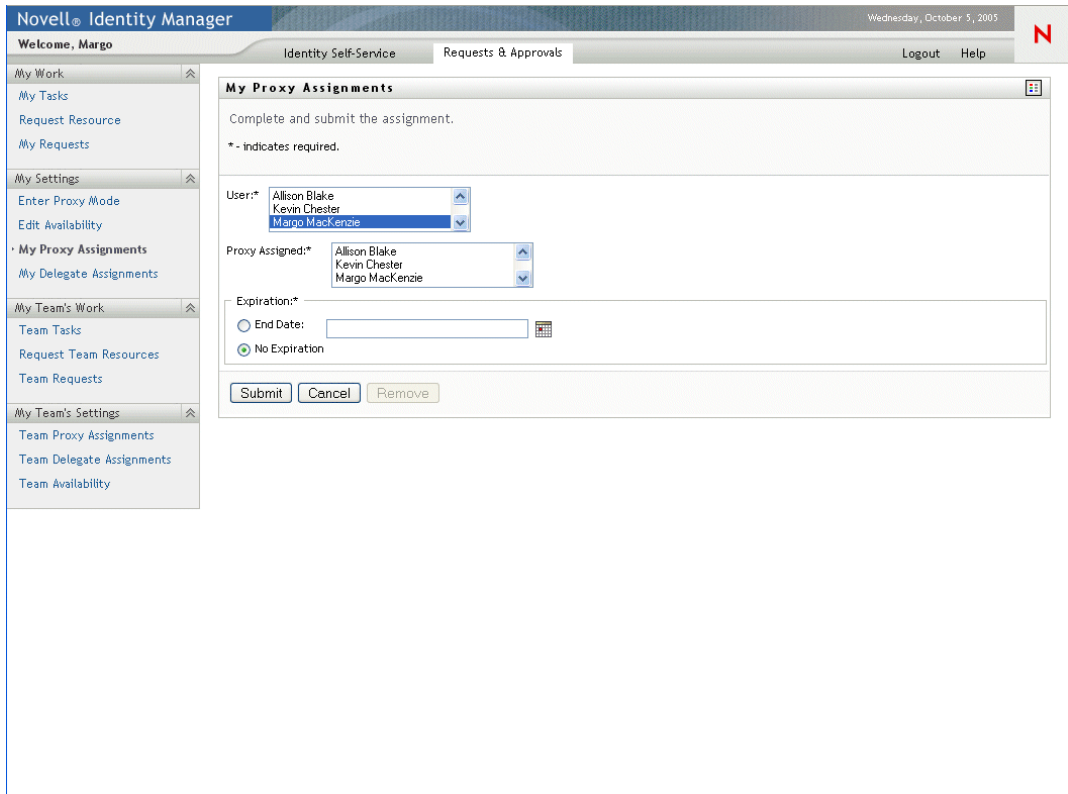 Novell® Identity Manager
Wednesday, October 5, 2005
N
Welcome, Margo
Identity Self-Service
Requests & Approvals
Logout
Help
My Work
My Tasks
Request Resource
My Requests
My Settings
Enter Proxy Mode
Edit Availability
My Proxy Assignments
My Delegate Assignments
My Team's Work
Team Tasks
Request Team Resources
Team Requests
My Team's Settings
Team Proxy Assignments
Team Delegate Assignments
Team Availability
My Proxy Assignments
Complete and submit the assignment.
* - indicates required.
User:*
Allison Blake
Kevin Chester
Margo MacKenzie
Proxy Assigned:*
Allison Blake
Kevin Chester
Margo MacKenzie
Expiration:*
End Date:
No Expiration
Submit
Cancel
Remove